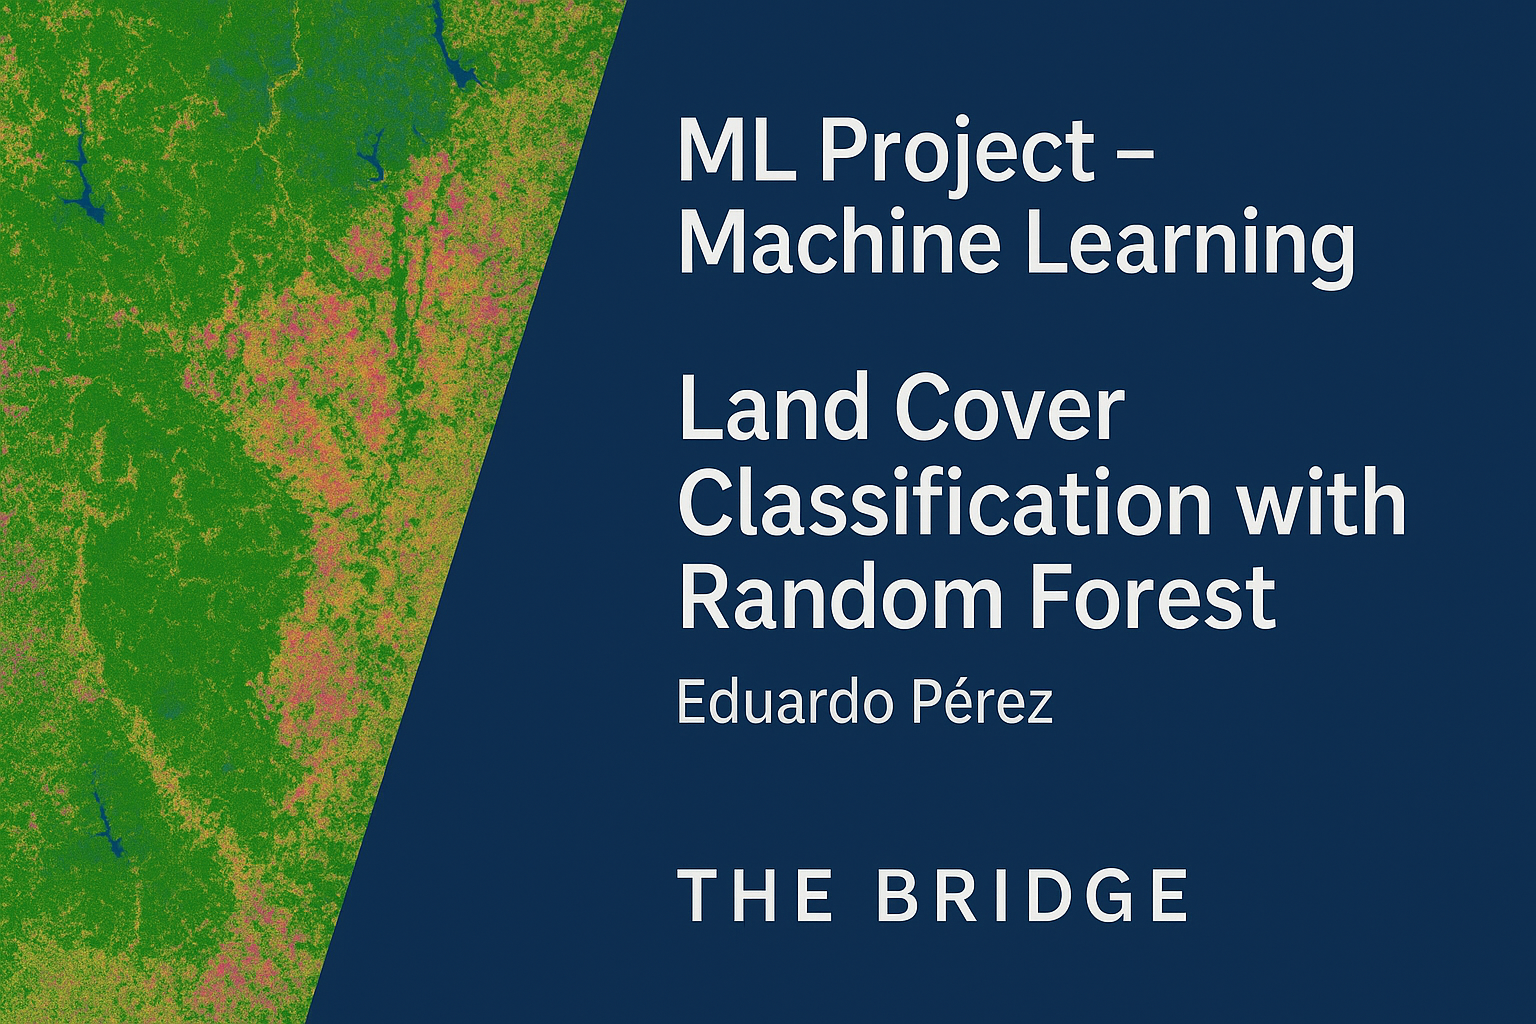 ML Project –
Machine Learning
Land Cover
Classification with
Random Forest
Eduardo Pérez
THE BRIDGE